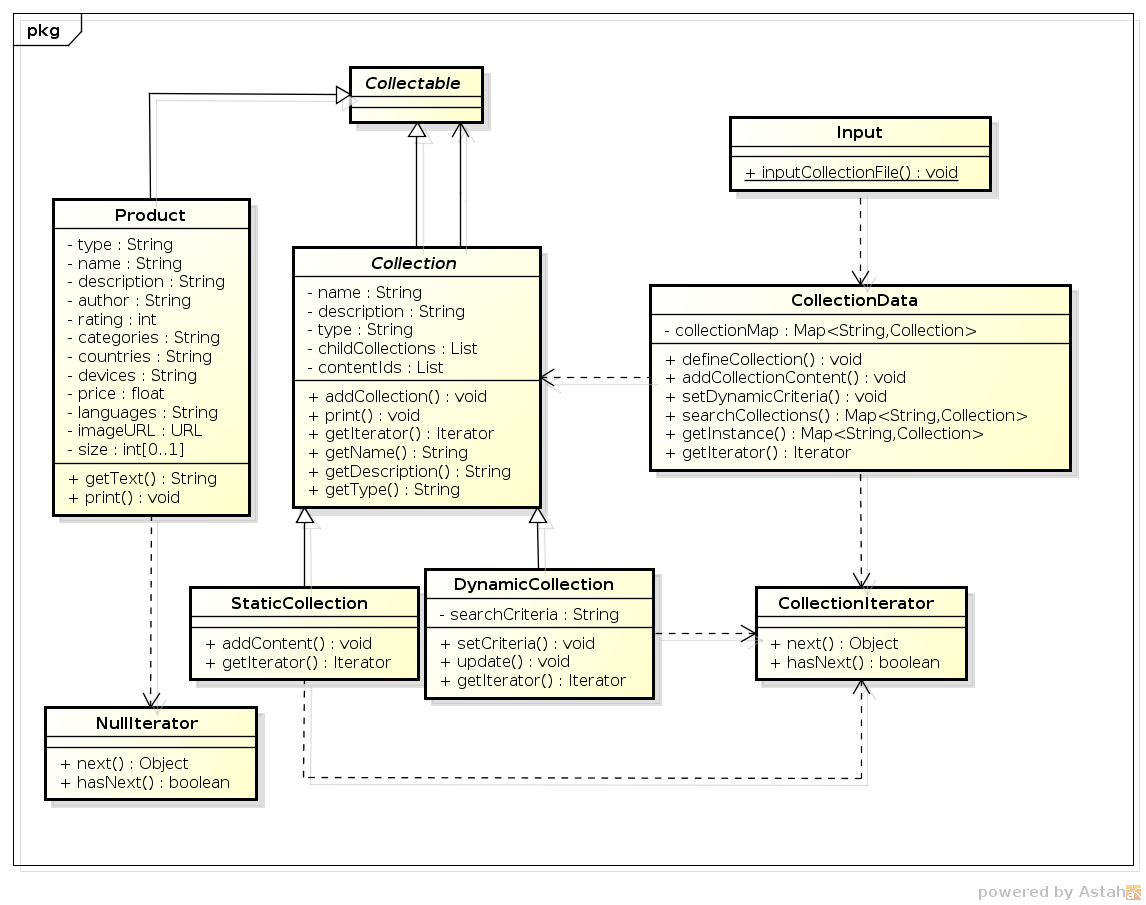 pkg
Collectable
Input
+ inputCollectionFile() : void
Product
- type : String
- name : String
- description : String
- author : String
- rating : int
- categories : String
- countries : String
- devices : String
- price : float
- languages : String
- imageURL : URL
- size : int[0..1]
+ getText() : String
+ print() : void
Collection
- name : String
- description : String
- type : String
- childCollections : List
- contentIds : List
+ addCollection() : void
+ print() : void
+ getIterator() : Iterator
+ getName() : String
+ getDescription() : String
+ getType() : String
CollectionData
- collectionMap : Map<String,Collection>
+ defineCollection() : void
+ addCollectionContent() : void
+ setDynamicCriteria() : void
+ searchCollections() : Map<String,Collection>
+ getInstance() : Map<String,Collection>
+ getIterator() : Iterator
StaticCollection
+ addContent() : void
+ getIterator() : Iterator
DynamicCollection
- searchCriteria : String
+ setCriteria() : void
+ update() : void
+ getIterator() : Iterator
CollectionIterator
+ next() : Object
+ hasNext() : boolean
NullIterator
+ next() : Object
+ hasNext() : boolean
powered by Astah